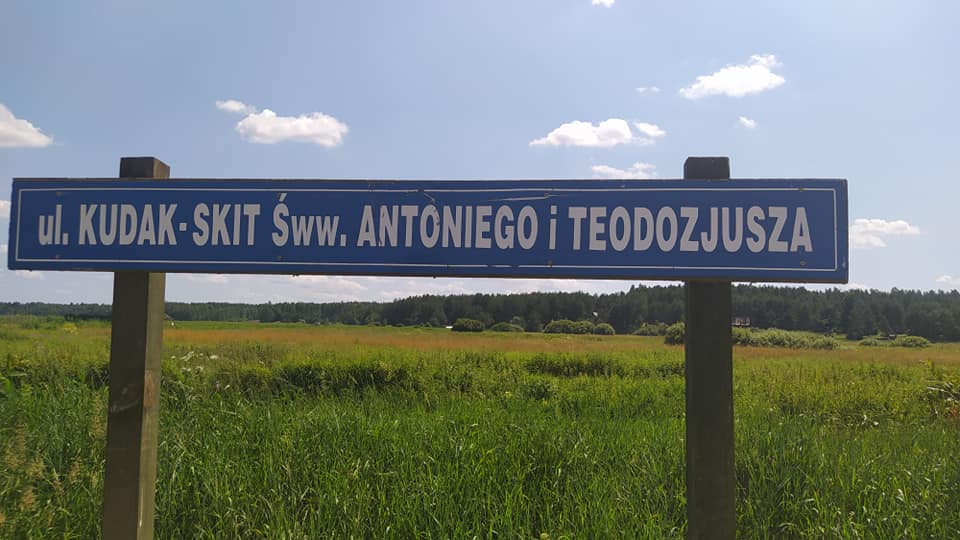 ul. KUDAK-SKIT Śww. ANTONIEGO i TEODOZJUSZA